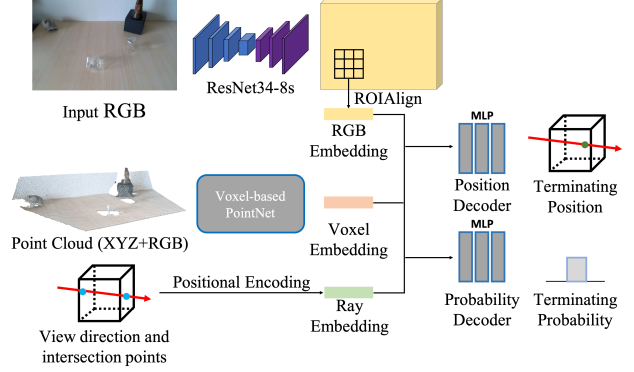 Input RGB
ResNet34-8s
ROIAlign
RGB
Embedding
MLP
Position
Decoder
Terminating
Position
Voxel-based
PointNet
Voxel
Embedding
Point Cloud (XYZ+RGB)
MLP
Probability
Decoder
Terminating
Probability
Positional Encoding
Ray
Embedding
View direction and
intersection points